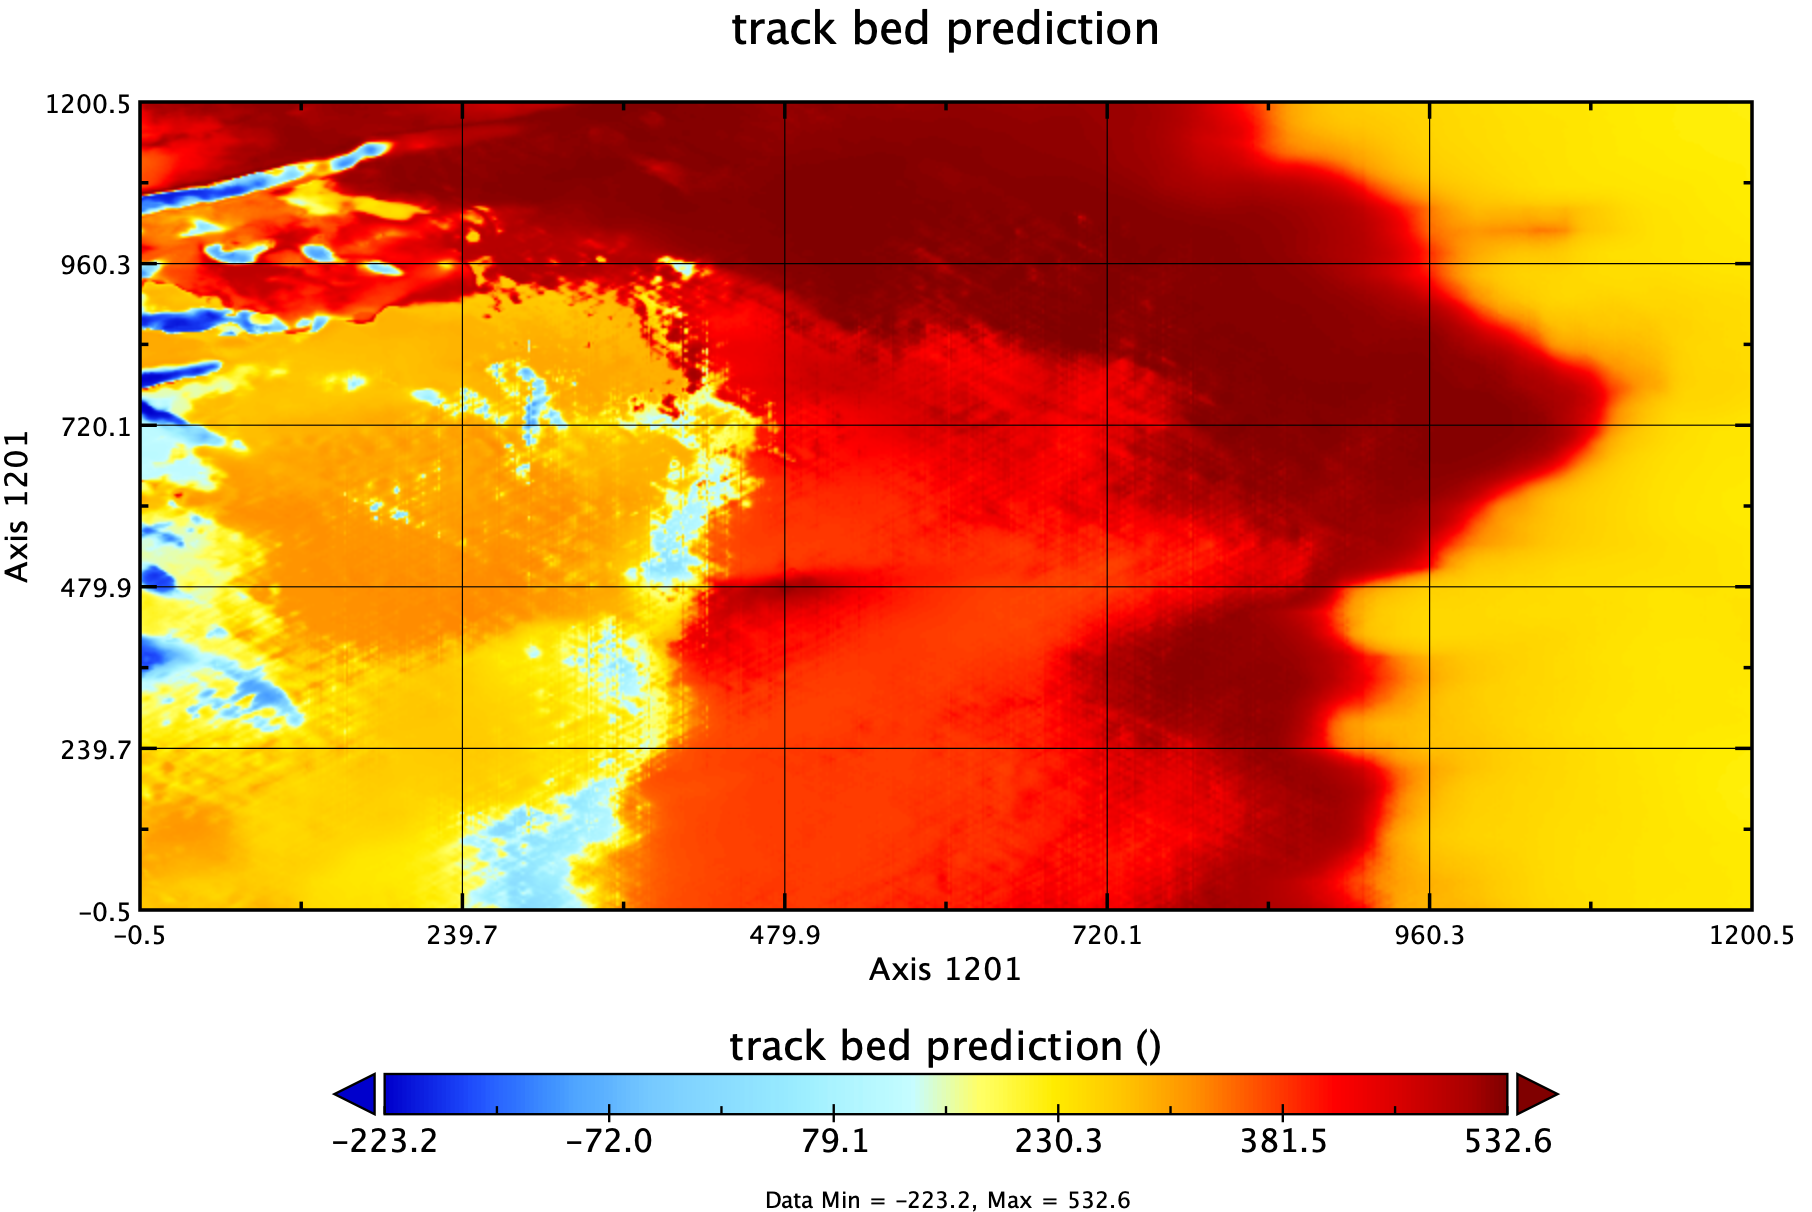 track bed prediction
1200.5
960.3
720.1
479.9
239.7
−0.5
Axis 1201
−0.5 239.7 479.9 720.1 960.3 1200.5
Axis 1201
track bed prediction ()
−223.2 −72.0 79.1 230.3 381.5 532.6
Data Min = −223.2, Max = 532.6